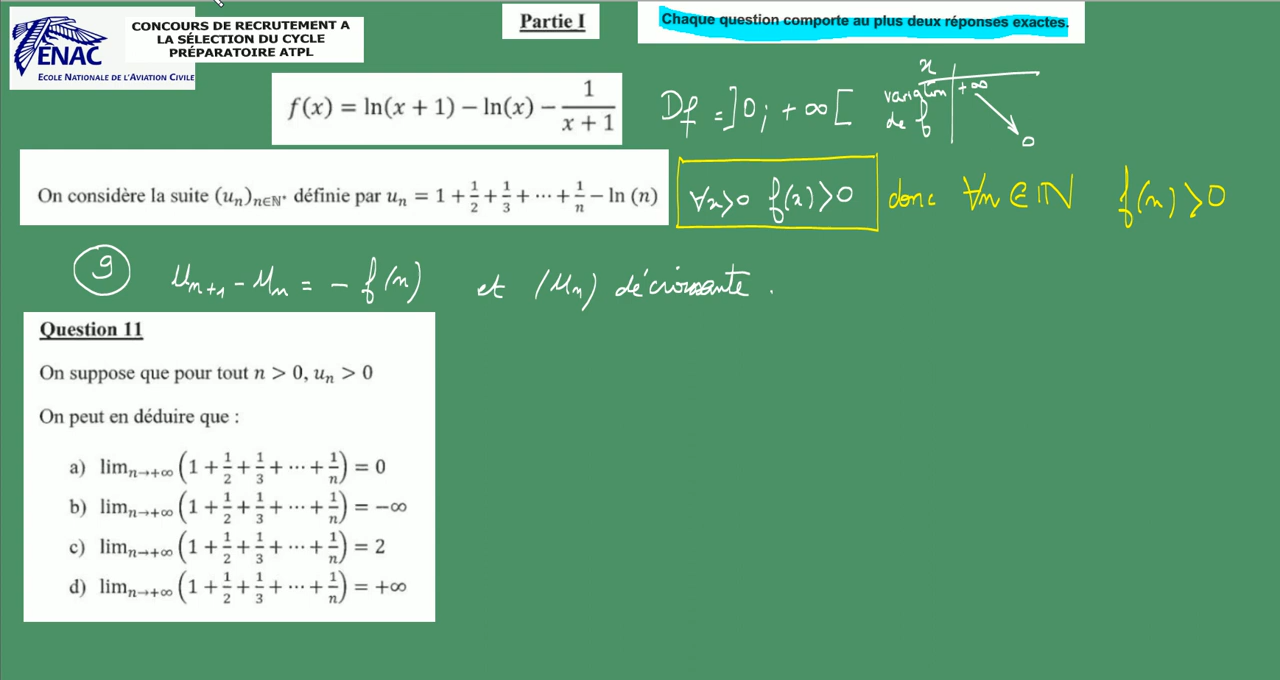 ENAC
ECOLE NATIONALE DE L'AVIATION CIVILE
CONCOURS DE RECRUTEMENT A
LA SÉLECTION DU CYCLE
PRÉPARATOIRE ATPL
Partie I
Chaque question comporte au plus deux réponses exactes.
f(x) = ln(x + 1) − ln(x) − 1/(x + 1)
Df = ]0; +∞[
x
variation de f
+∞
0
On considère la suite (uₙ)ₙ∈ℕ* définie par uₙ = 1 + 1/2 + 1/3 + ⋯ + 1/n − ln (n)
∀x>0 f(x)>0 donc ∀n∈ℕ f(n)>0
9 uₙ₊₁ − uₙ = − f(n) et (uₙ) décroissante.
Question 11
On suppose que pour tout n > 0, uₙ > 0
On peut en déduire que :
a) limₙ→+∞ (1 + 1/2 + 1/3 + ⋯ + 1/n) = 0
b) limₙ→+∞ (1 + 1/2 + 1/3 + ⋯ + 1/n) = −∞
c) limₙ→+∞ (1 + 1/2 + 1/3 + ⋯ + 1/n) = 2
d) limₙ→+∞ (1 + 1/2 + 1/3 + ⋯ + 1/n) = +∞